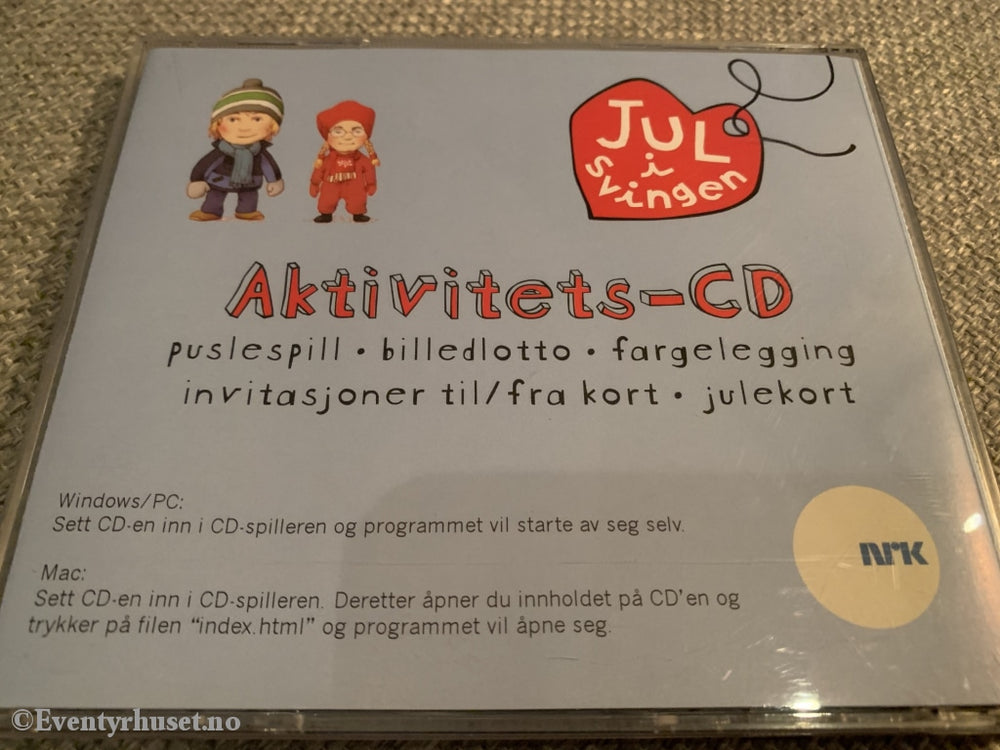 JUL
i
svingen
Aktivitets-CD
puslespill • billedlotto • fargelegging
invitasjoner til/fra kort • julekort
Windows/PC:
Sett CD-en inn i CD-spilleren og programmet vil starte av seg selv.
nrk
Mac:
Sett CD-en inn i CD-spilleren. Deretter åpner du innholdet på CD'en og
trykker på filen “index.html” og programmet vil åpne seg.
©Eventyrhuset.no